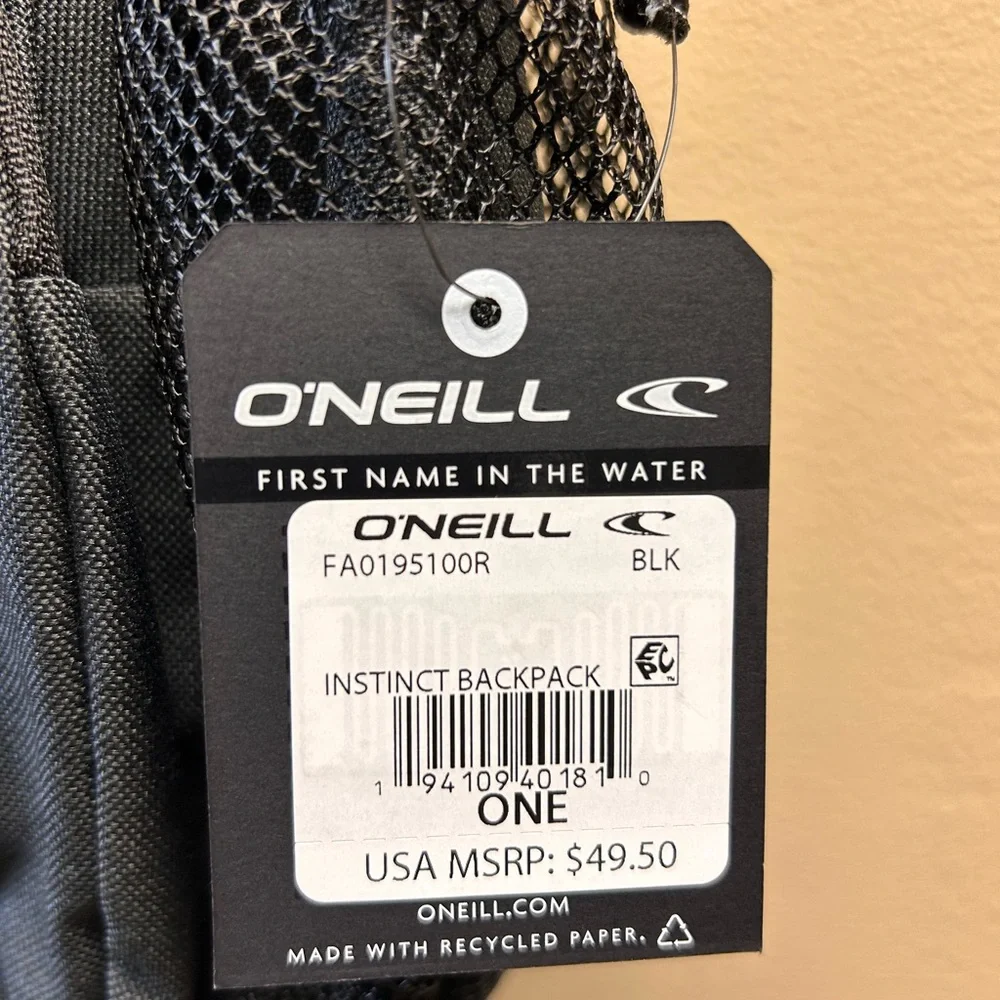 O'NEILL
FIRST NAME IN THE WATER
O'NEILL
FA0195100R BLK
EPC™
INSTINCT BACKPACK
1 94109 40181 0
ONE
USA MSRP: $49.50
ONEILL.COM
MADE WITH RECYCLED PAPER.